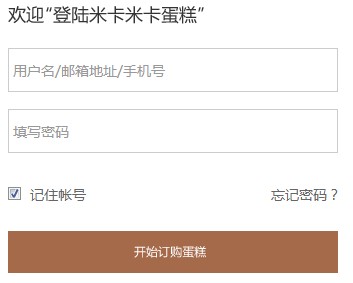 欢迎“登陆米卡米卡蛋糕”
用户名/邮箱地址/手机号
填写密码
记住帐号 忘记密码？
开始订购蛋糕